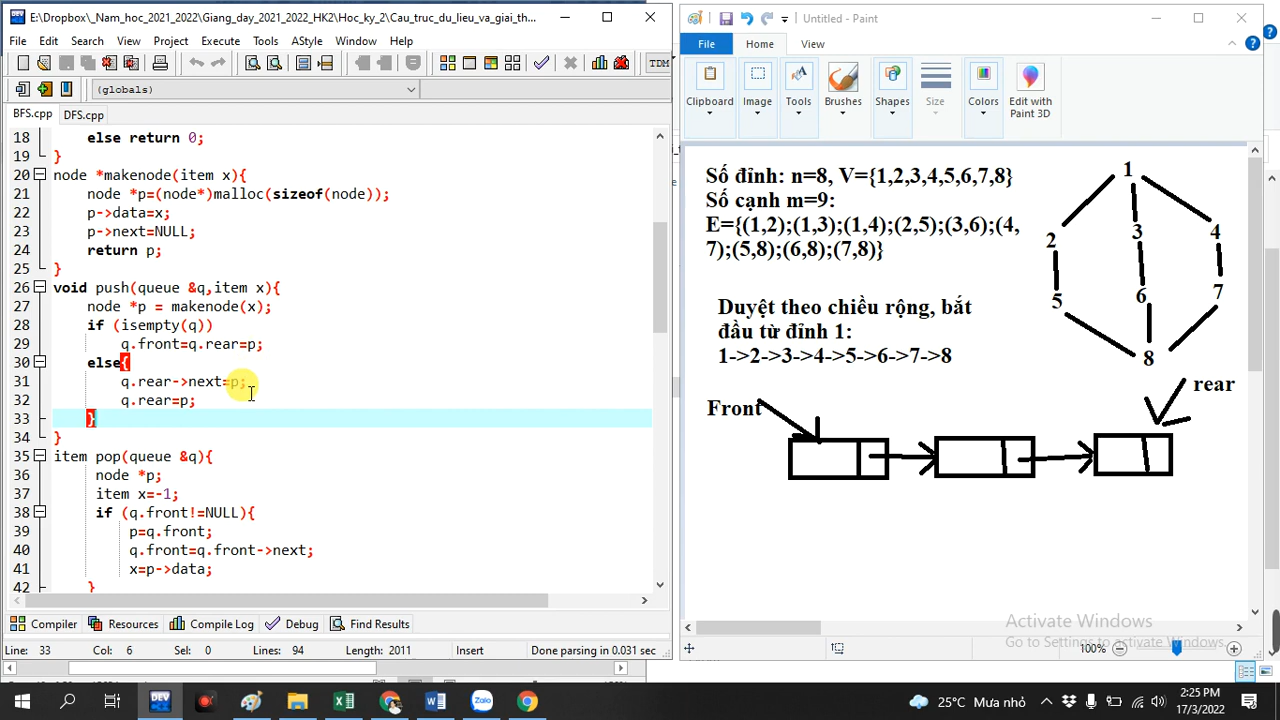 E:\Dropbox\_Nam_hoc_2021_2022\Giang_day_2021_2022_HK2\Hoc_ky_2\Cau_truc_du_lieu_va_giai_th...
File Edit Search View Project Execute Tools AStyle Window Help
TDM
(globals)
BFS.cpp DFS.cpp
18 else return 0;
19 }
20 node *makenode(item x){
21 node *p=(node*)malloc(sizeof(node));
22 p->data=x;
23 p->next=NULL;
24 return p;
25 }
26 void push(queue &q,item x){
27 node *p = makenode(x);
28 if (isempty(q))
29 q.front=q.rear=p;
30 else{
31 q.rear->next=p;
32 q.rear=p;
33 }
34 }
35 item pop(queue &q){
36 node *p;
37 item x=-1;
38 if (q.front!=NULL){
39 p=q.front;
40 q.front=q.front->next;
41 x=p->data;
42 }
Compiler Resources Compile Log Debug Find Results
Line: 33 Col: 6 Sel: 0 Lines: 94 Length: 2011 Insert Done parsing in 0.031 sec
Untitled - Paint
File Home View
Clipboard Image Tools Brushes Shapes Size Colors Edit with
Paint 3D
Số đỉnh: n=8, V={1,2,3,4,5,6,7,8}
Số cạnh m=9:
E={(1,2);(1,3);(1,4);(2,5);(3,6);(4,
7);(5,8);(6,8);(7,8)}
1
2 3 4
5 6 7
8
Duyệt theo chiều rộng, bắt
đầu từ đỉnh 1:
1->2->3->4->5->6->7->8
rear
Front
Activate Windows
Go to Settings to activate Windows.
100%
25°C Mưa nhỏ
2:25 PM
17/3/2022